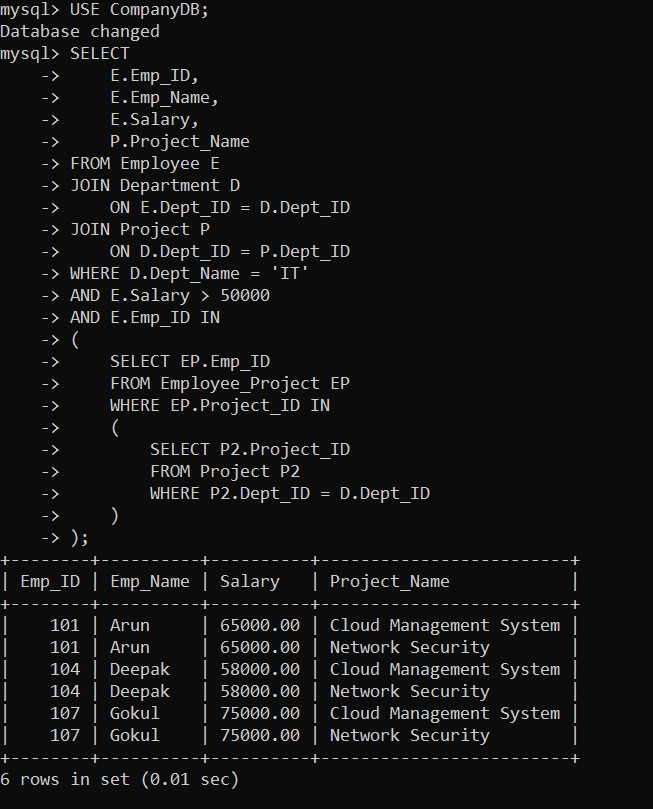 mysql> USE CompanyDB;
Database changed
mysql> SELECT
    ->     E.Emp_ID,
    ->     E.Emp_Name,
    ->     E.Salary,
    ->     P.Project_Name
    -> FROM Employee E
    -> JOIN Department D
    ->     ON E.Dept_ID = D.Dept_ID
    -> JOIN Project P
    ->     ON D.Dept_ID = P.Dept_ID
    -> WHERE D.Dept_Name = 'IT'
    -> AND E.Salary > 50000
    -> AND E.Emp_ID IN
    -> (
    ->     SELECT EP.Emp_ID
    ->     FROM Employee_Project EP
    ->     WHERE EP.Project_ID IN
    ->     (
    ->         SELECT P2.Project_ID
    ->         FROM Project P2
    ->         WHERE P2.Dept_ID = D.Dept_ID
    ->     )
    -> );
+--------+----------+----------+-------------------------+
| Emp_ID | Emp_Name | Salary   | Project_Name            |
+--------+----------+----------+-------------------------+
|    101 | Arun     | 65000.00 | Cloud Management System |
|    101 | Arun     | 65000.00 | Network Security        |
|    104 | Deepak   | 58000.00 | Cloud Management System |
|    104 | Deepak   | 58000.00 | Network Security        |
|    107 | Gokul    | 75000.00 | Cloud Management System |
|    107 | Gokul    | 75000.00 | Network Security        |
+--------+----------+----------+-------------------------+
6 rows in set (0.01 sec)